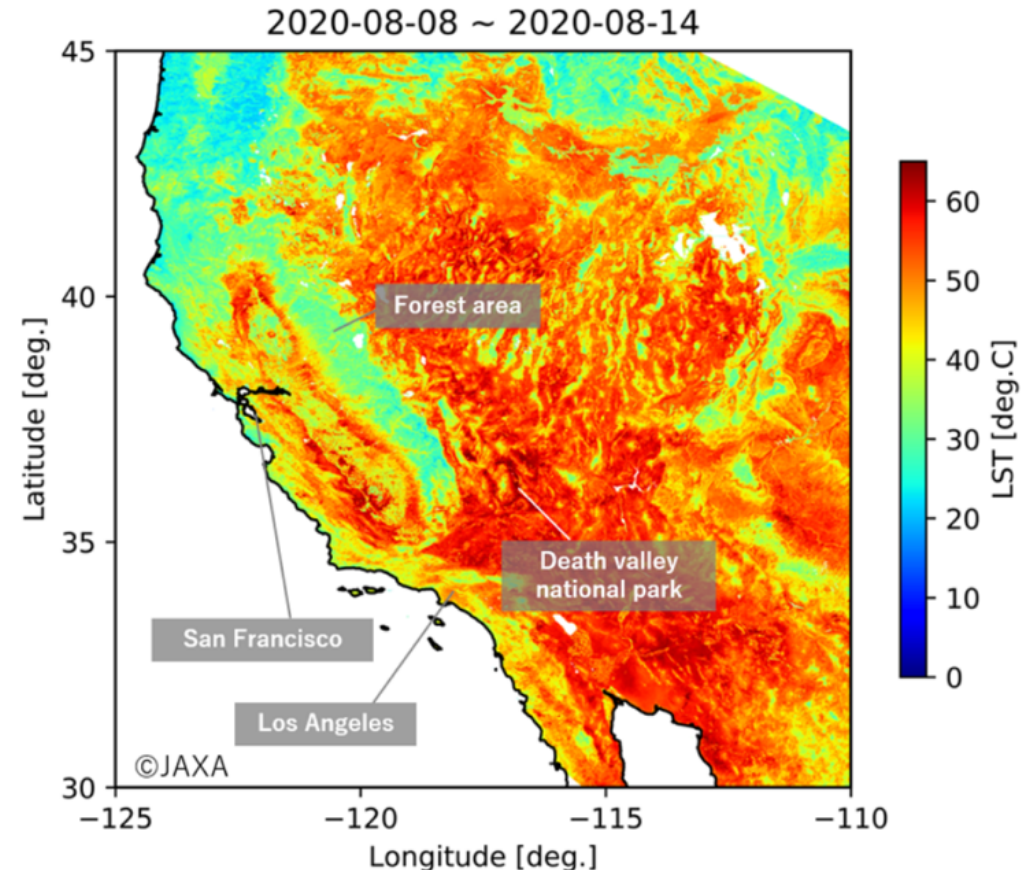 2020-08-08 ~ 2020-08-14
45
40
35
30
Latitude [deg.]
Forest area
Death valley
national park
San Francisco
Los Angeles
©JAXA
−125
−120
−115
−110
Longitude [deg.]
60
50
40
30
20
10
0
LST [deg.C]